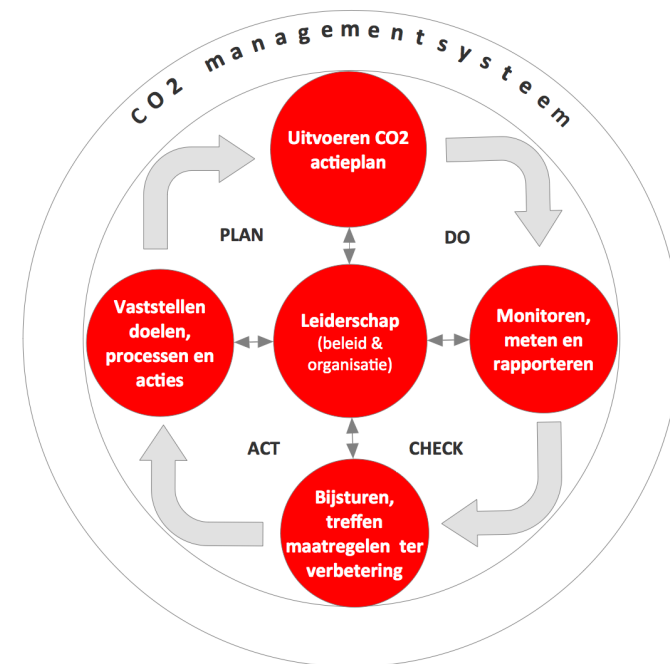 CO2 managementsysteem
Uitvoeren CO2
actieplan
PLAN
DO
Vaststellen
doelen,
processen en
acties
Leiderschap
(beleid &
organisatie)
Monitoren,
meten en
rapporteren
ACT
CHECK
Bijsturen,
treffen
maatregelen ter
verbetering